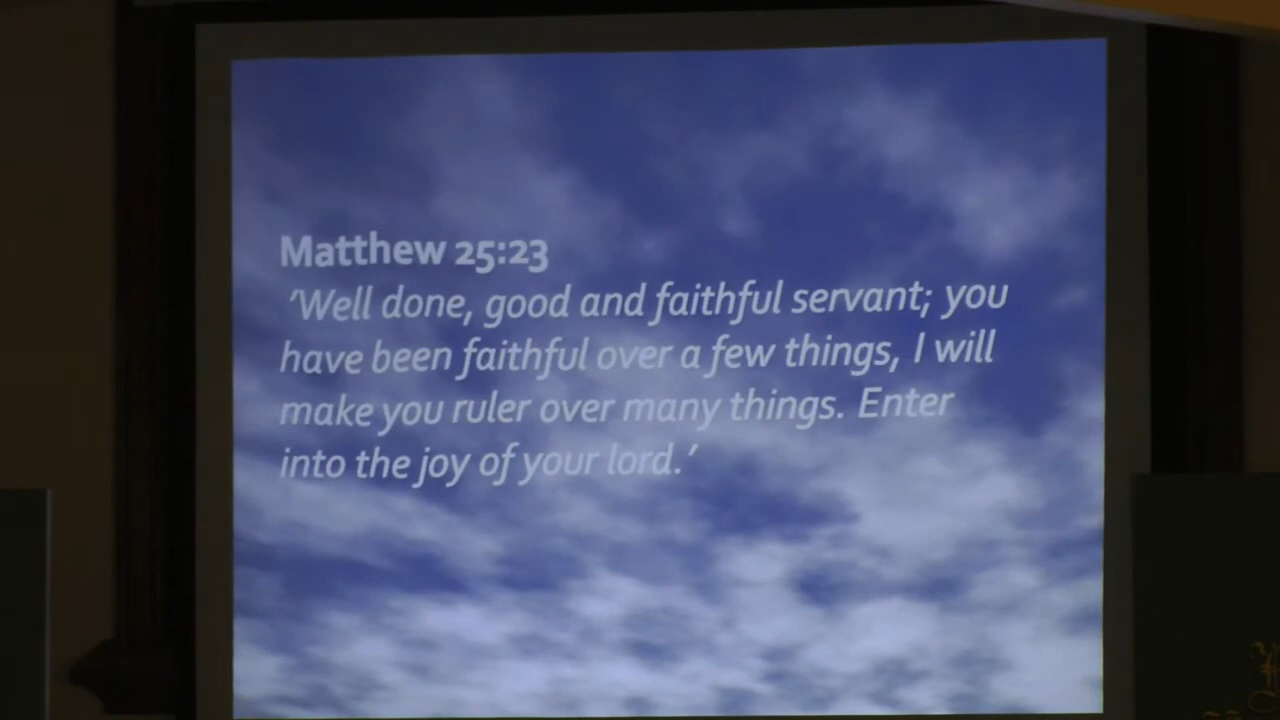 Matthew 25:23
'Well done, good and faithful servant; you
have been faithful over a few things, I will
make you ruler over many things. Enter
into the joy of your lord.'